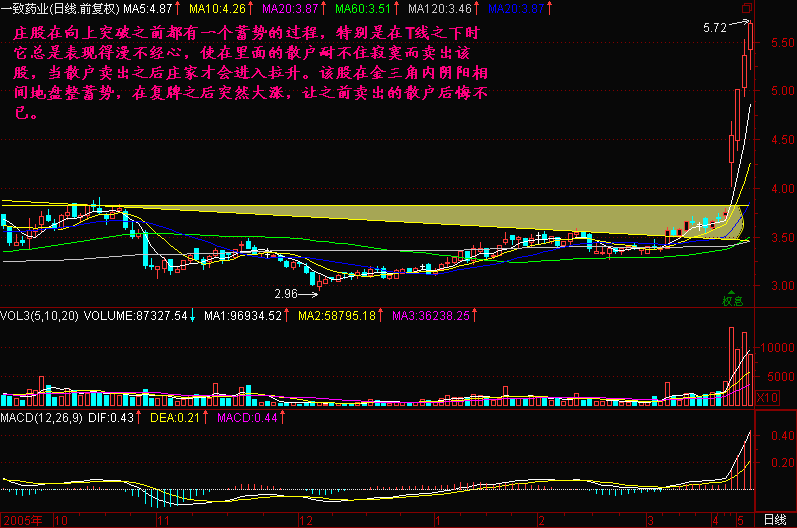 一致药业(日线.前复权) MA5:4.87↑ MA10:4.26↑ MA20:3.87↑ MA60:3.51↑ MA120:3.46↑ MA20:3.87↑
庄股在向上突破之前都有一个蓄势的过程，特别是在T线之下时
它总是表现得漫不经心，使在里面的散户耐不住寂寞而卖出该
股，当散户卖出之后庄家才会进入拉升。该股在金三角内阴阳相
间地盘整蓄势，在复牌之后突然大涨，让之前卖出的散户后悔不
已。
5.72
5.50
5.00
4.50
4.00
3.50
3.00
2.96
权息
VOL3(5,10,20) VOLUME:87327.54↓ MA1:96934.52↑ MA2:58795.18↑ MA3:36238.25↑
10000
5000
X10
MACD(12,26,9) DIF:0.43↑ DEA:0.21↑ MACD:0.44↑
0.40
0.20
2005年 10 11 12 1 2 3 4 5 日线